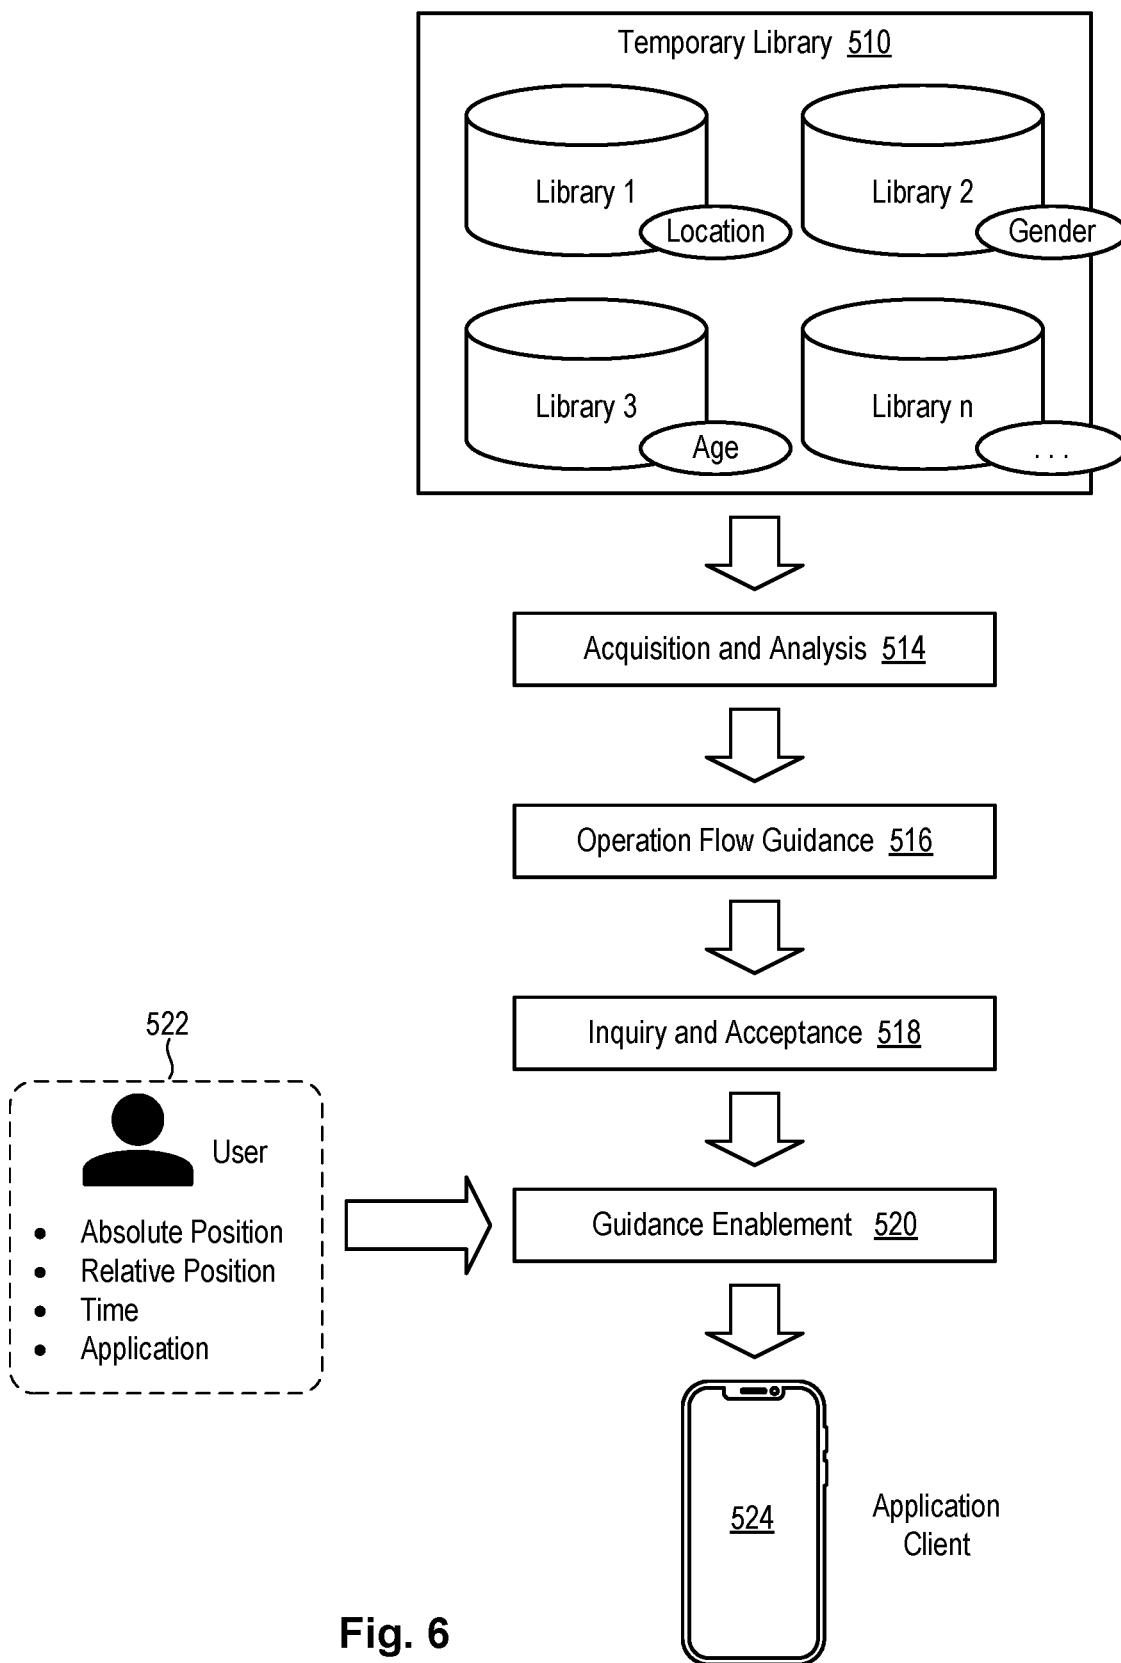 Temporary Library 510
Library 1
Location
Library 2
Gender
Library 3
Age
Library n
. . .
Acquisition and Analysis 514
Operation Flow Guidance 516
Inquiry and Acceptance 518
522
User
• Absolute Position
• Relative Position
• Time
• Application
Guidance Enablement 520
524
Application
Client
Fig. 6